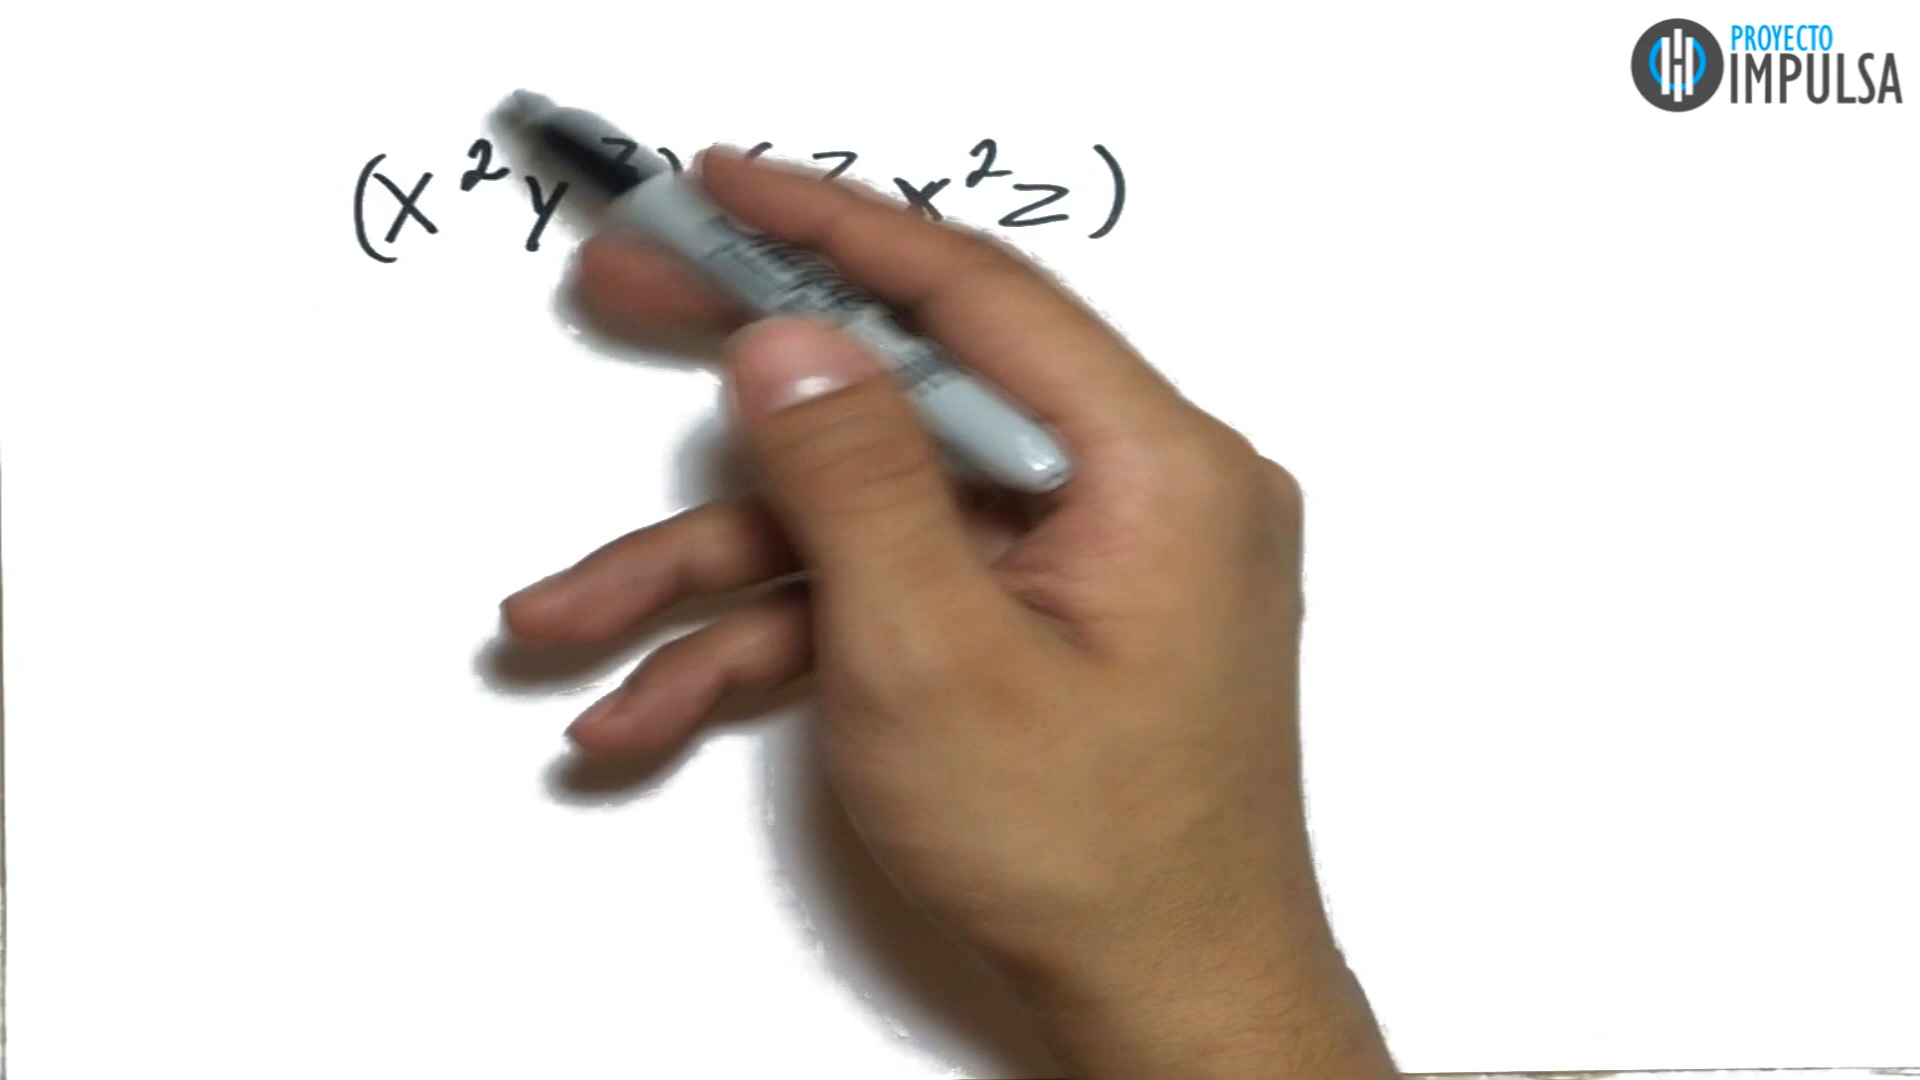 PROYECTO
IMPULSA
(x²y z) ( z x²z)